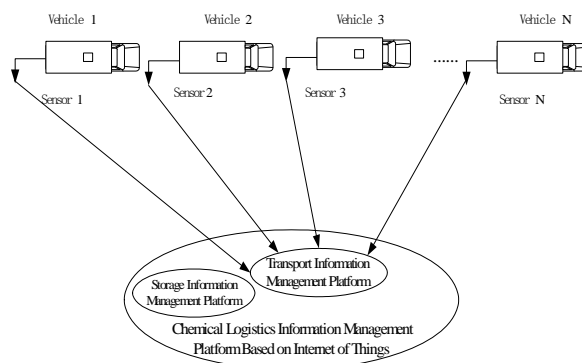 Vehicle 1
Vehicle 2
Vehicle 3
Vehicle N
......
Sensor 1
Sensor 2
Sensor 3
Sensor N
Transport Information
Management Platform
Storage Information
Management Platform
Chemical Logistics Information Management
Platform Based on Internet of Things